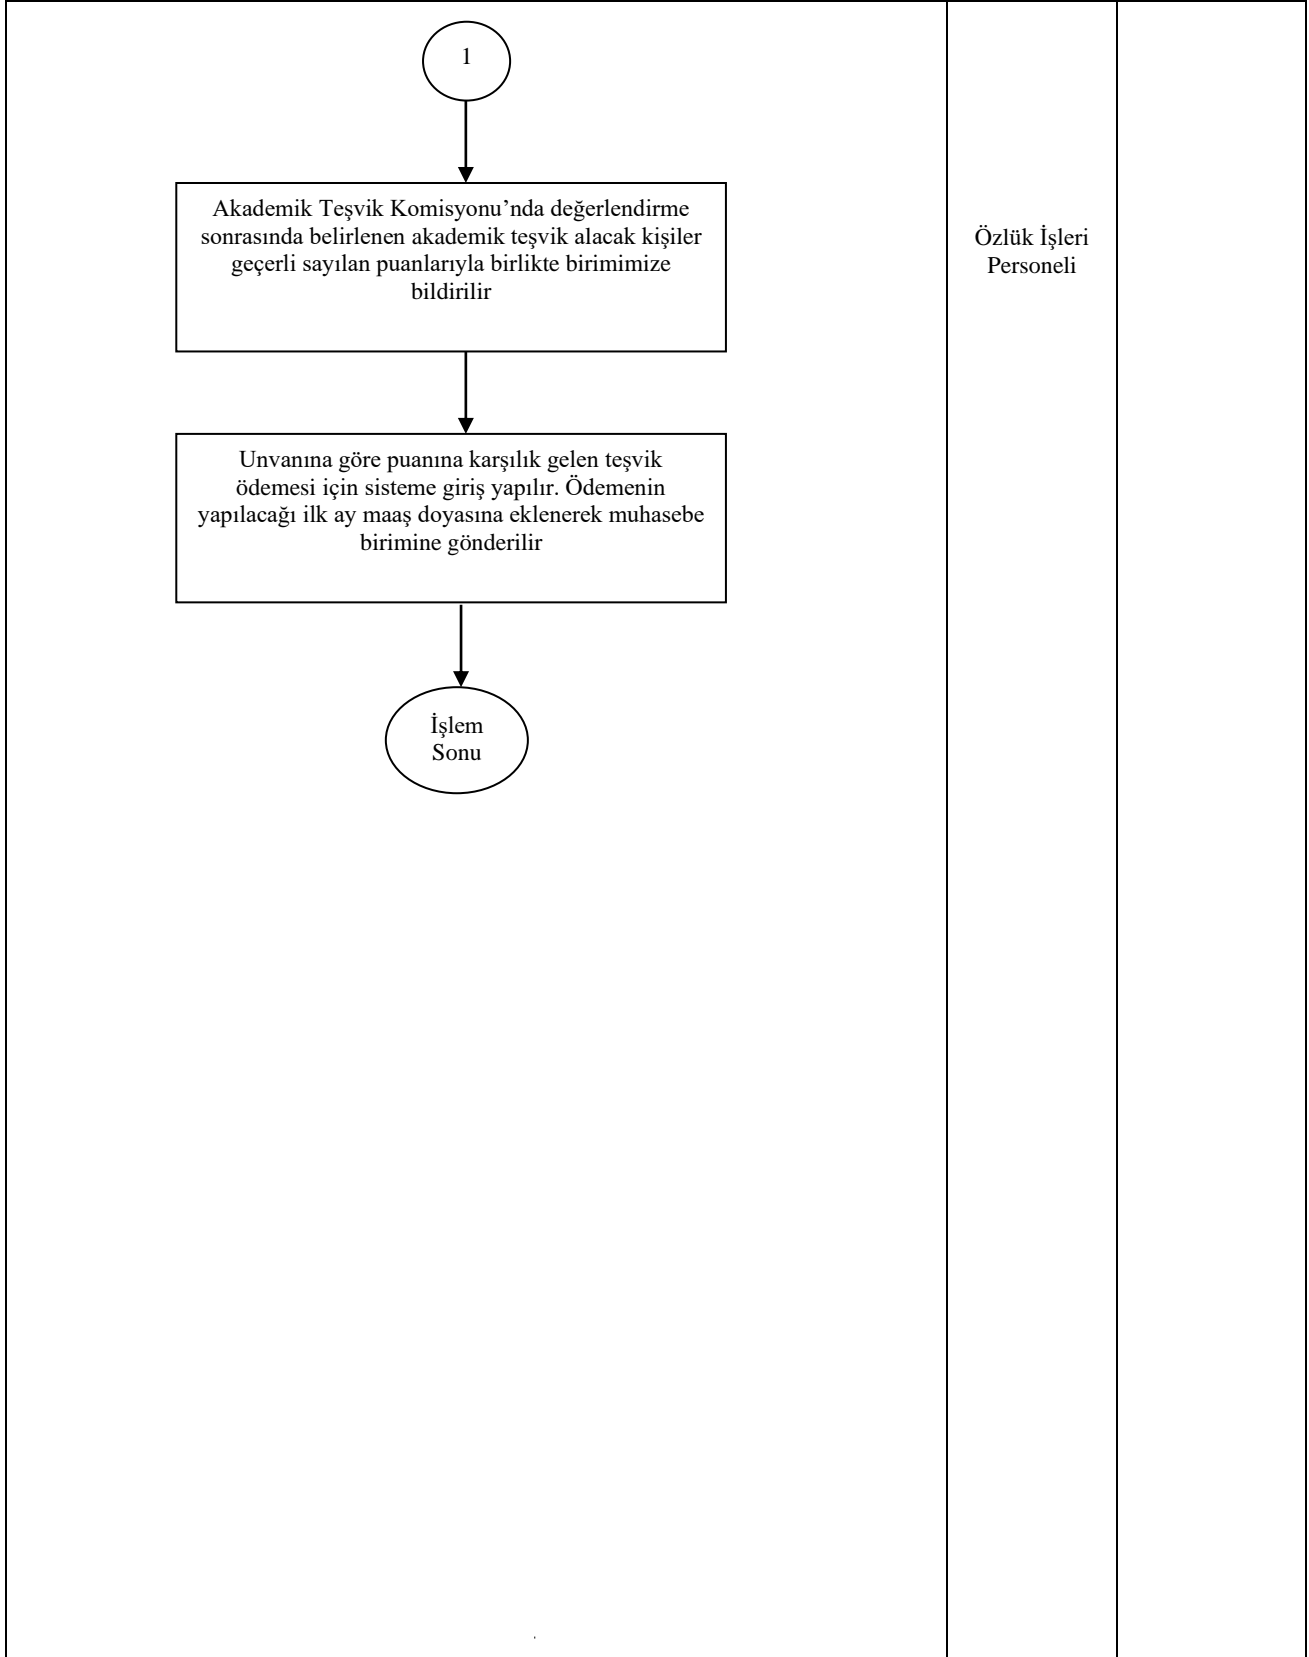 1
Akademik Teşvik Komisyonu’nda değerlendirme
sonrasında belirlenen akademik teşvik alacak kişiler
geçerli sayılan puanlarıyla birlikte birimimize
bildirilir
Özlük İşleri
Personeli
Unvanına göre puanına karşılık gelen teşvik
ödemesi için sisteme giriş yapılır. Ödemenin
yapılacağı ilk ay maaş doyasına eklenerek muhasebe
birimine gönderilir
İşlem
Sonu